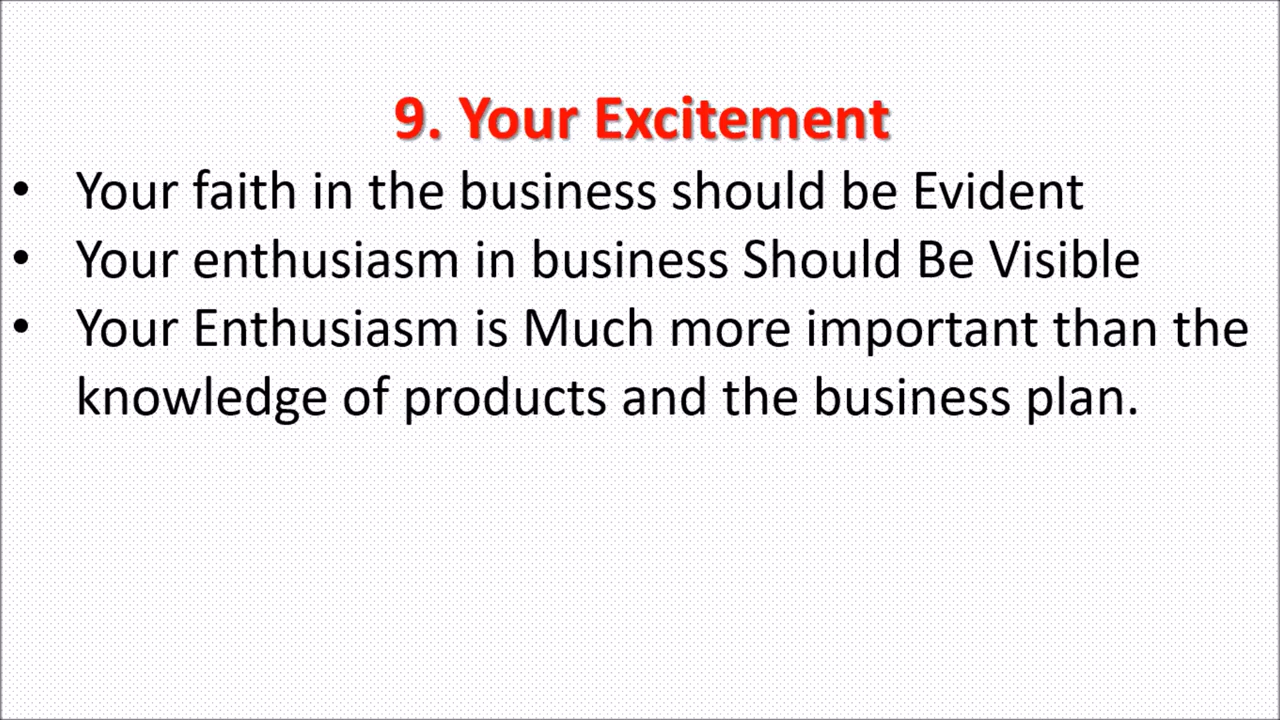 9. Your Excitement
• Your faith in the business should be Evident
• Your enthusiasm in business Should Be Visible
• Your Enthusiasm is Much more important than the
knowledge of products and the business plan.